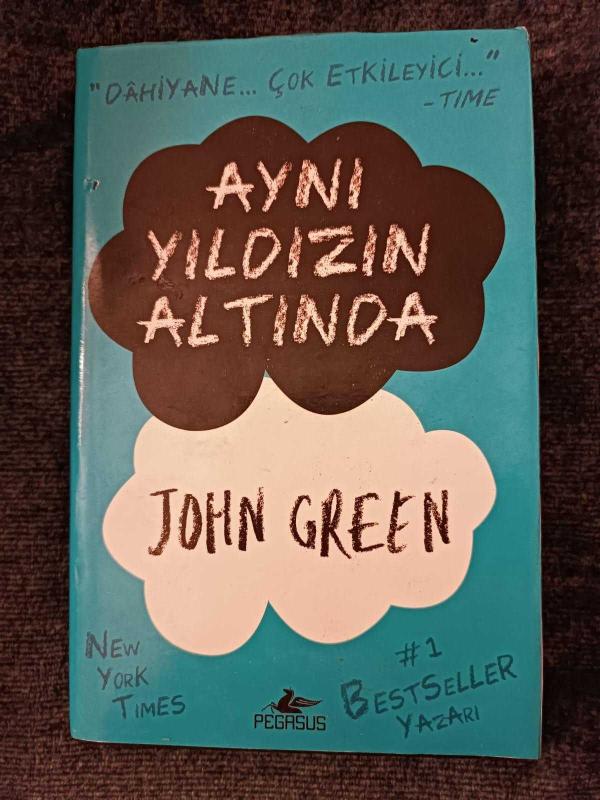 "DÂHİYANE... ÇOK ETKİLEYİCİ..."
- TIME
AYNI
YILDIZIN
ALTINDA
JOHN GREEN
NEW
YORK
TIMES
#1
BESTSELLER
YAZARI
PEGASUS